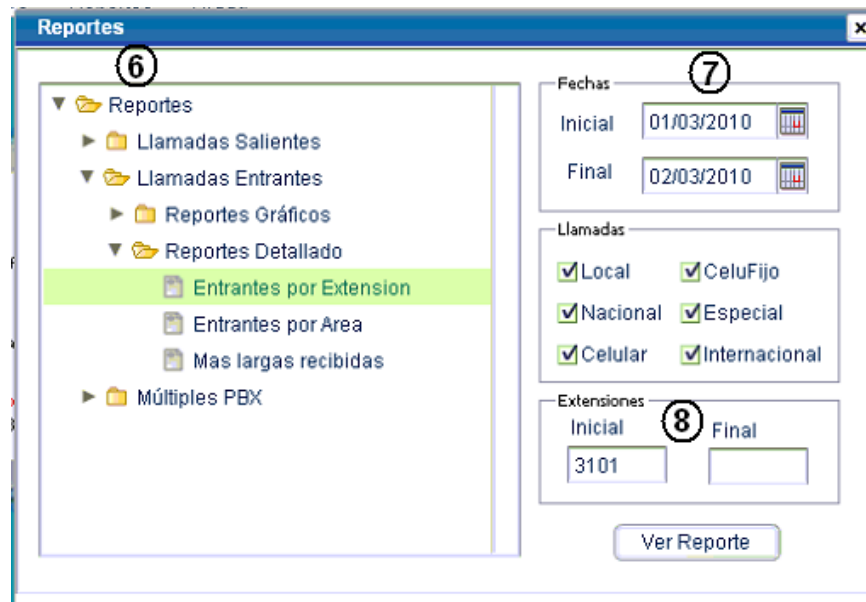 Reportes
6
Reportes
Llamadas Salientes
Llamadas Entrantes
Reportes Gráficos
Reportes Detallado
Entrantes por Extension
Entrantes por Area
Mas largas recibidas
Múltiples PBX
7
Fechas
Inicial 01/03/2010
Final 02/03/2010
Llamadas
Local CeluFijo
Nacional Especial
Celular Internacional
Extensiones
8
Inicial Final
3101
Ver Reporte